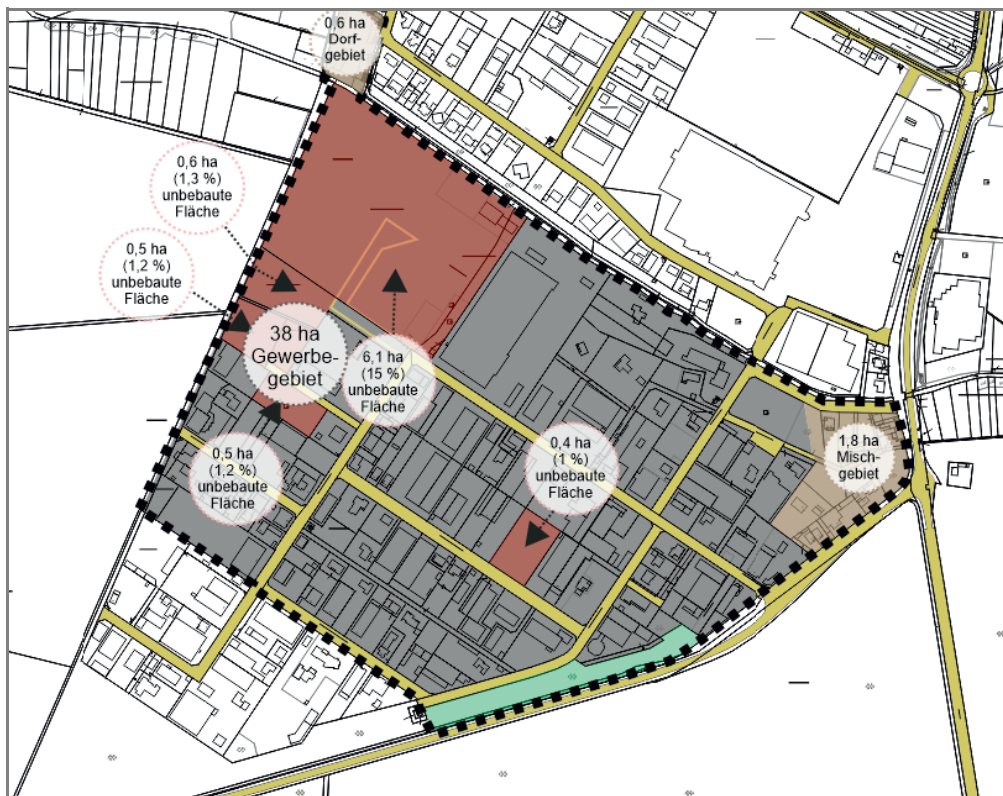 0,6 ha
Dorf-
gebiet
0,6 ha
(1,3 %)
unbebaute
Fläche
0,5 ha
(1,2 %)
unbebaute
Fläche
38 ha
Gewerbe-
gebiet
6,1 ha
(15 %)
unbebaute
Fläche
0,5 ha
(1,2 %)
unbebaute
Fläche
0,4 ha
(1 %)
unbebaute
Fläche
1,8 ha
Misch-
gebiet